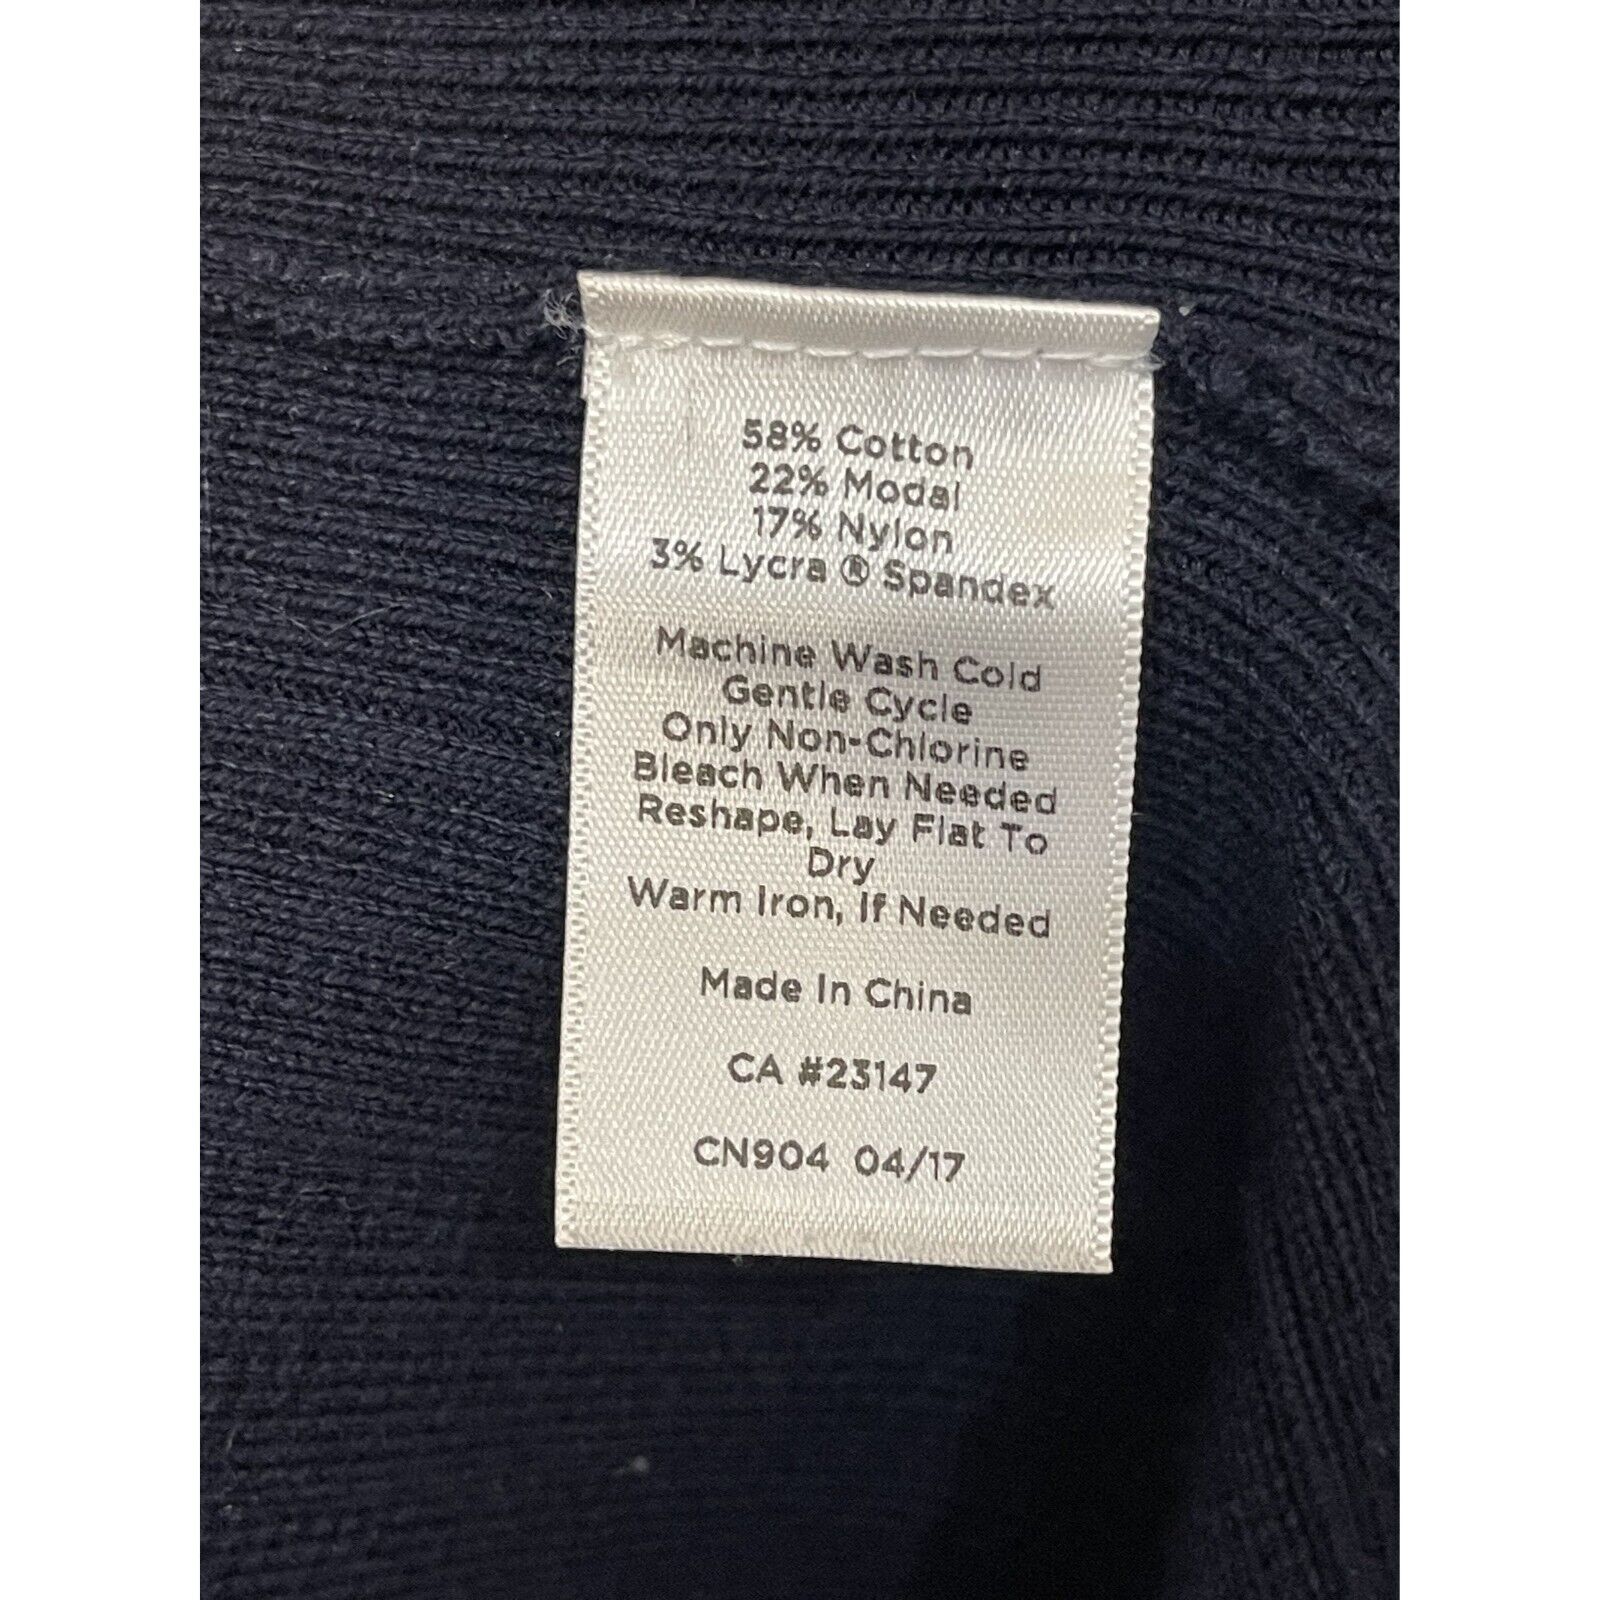 58% Cotton
22% Modal
17% Nylon
3% Lycra ® Spandex
Machine Wash Cold
Gentle Cycle
Only Non-Chlorine
Bleach When Needed
Reshape, Lay Flat To
Dry
Warm Iron, If Needed
Made In China
CA #23147
CN904 04/17